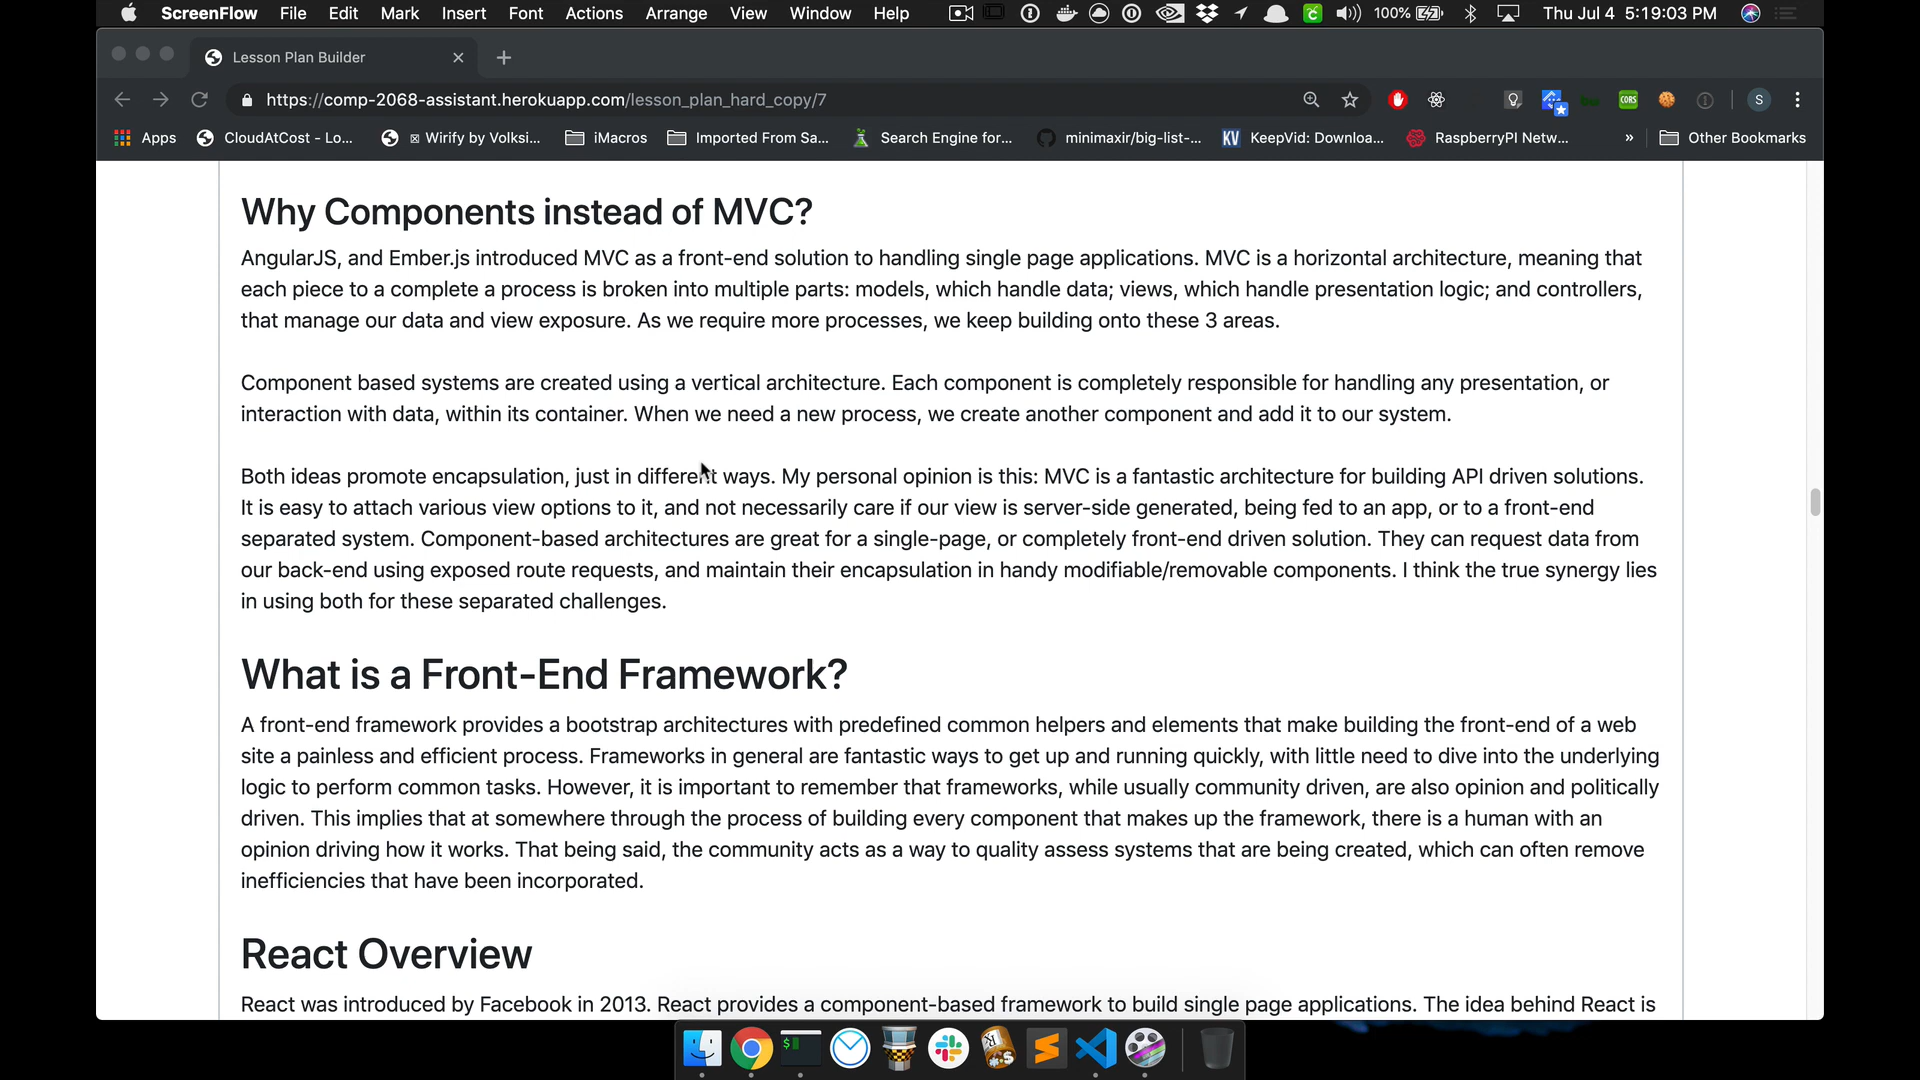 ScreenFlow File Edit Mark Insert Font Actions Arrange View Window Help 100% Thu Jul 4 5:19:03 PM
Lesson Plan Builder
https://comp-2068-assistant.herokuapp.com/lesson_plan_hard_copy/7 CORS S
Apps CloudAtCost - Lo... Wirify by Volksi... iMacros Imported From Sa... Search Engine for... minimaxir/big-list-... KV KeepVid: Downloa... RaspberryPI Netw... » Other Bookmarks
Why Components instead of MVC?
AngularJS, and Ember.js introduced MVC as a front-end solution to handling single page applications. MVC is a horizontal architecture, meaning that
each piece to a complete a process is broken into multiple parts: models, which handle data; views, which handle presentation logic; and controllers,
that manage our data and view exposure. As we require more processes, we keep building onto these 3 areas.
Component based systems are created using a vertical architecture. Each component is completely responsible for handling any presentation, or
interaction with data, within its container. When we need a new process, we create another component and add it to our system.
Both ideas promote encapsulation, just in different ways. My personal opinion is this: MVC is a fantastic architecture for building API driven solutions.
It is easy to attach various view options to it, and not necessarily care if our view is server-side generated, being fed to an app, or to a front-end
separated system. Component-based architectures are great for a single-page, or completely front-end driven solution. They can request data from
our back-end using exposed route requests, and maintain their encapsulation in handy modifiable/removable components. I think the true synergy lies
in using both for these separated challenges.
What is a Front-End Framework?
A front-end framework provides a bootstrap architectures with predefined common helpers and elements that make building the front-end of a web
site a painless and efficient process. Frameworks in general are fantastic ways to get up and running quickly, with little need to dive into the underlying
logic to perform common tasks. However, it is important to remember that frameworks, while usually community driven, are also opinion and politically
driven. This implies that at somewhere through the process of building every component that makes up the framework, there is a human with an
opinion driving how it works. That being said, the community acts as a way to quality assess systems that are being created, which can often remove
inefficiencies that have been incorporated.
React Overview
React was introduced by Facebook in 2013. React provides a component-based framework to build single page applications. The idea behind React is